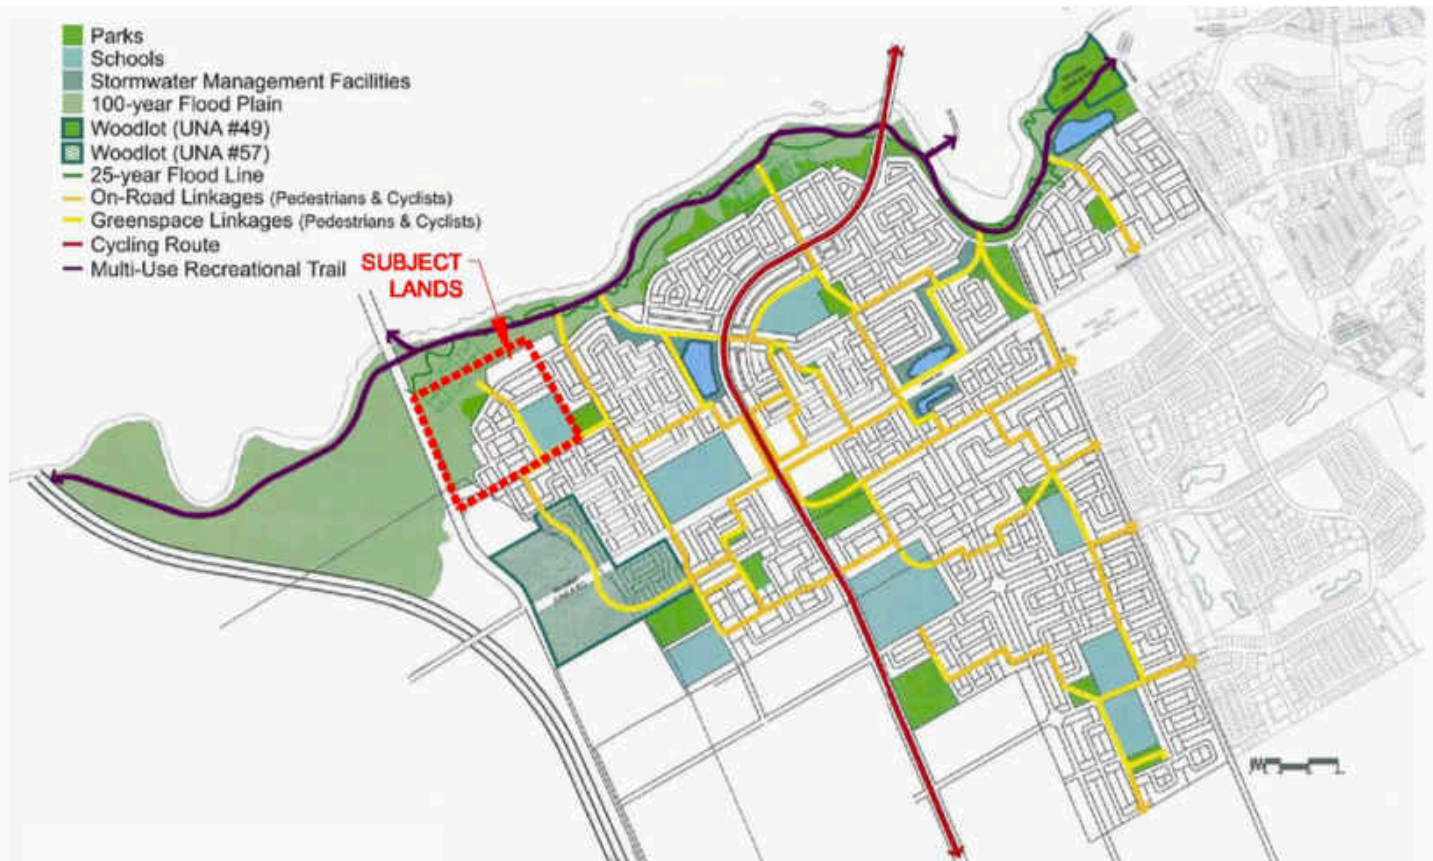 Parks
Schools
Stormwater Management Facilities
100-year Flood Plain
Woodlot (UNA #49)
Woodlot (UNA #57)
25-year Flood Line
On-Road Linkages (Pedestrians & Cyclists)
Greenspace Linkages (Pedestrians & Cyclists)
Cycling Route
Multi-Use Recreational Trail
SUBJECT
LANDS